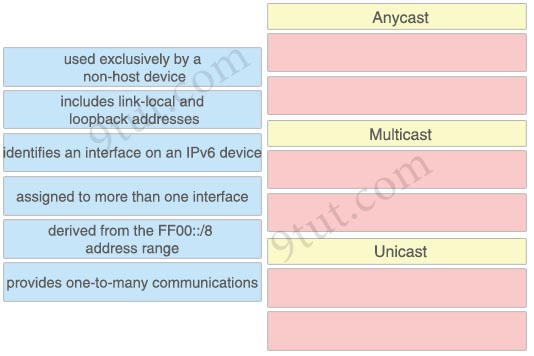 Anycast
used exclusively by a
non-host device
includes link-local and
loopback addresses
identifies an interface on an IPv6 device
assigned to more than one interface
derived from the FF00::/8
address range
provides one-to-many communications
Multicast
Unicast
9tut.com
9tut.com